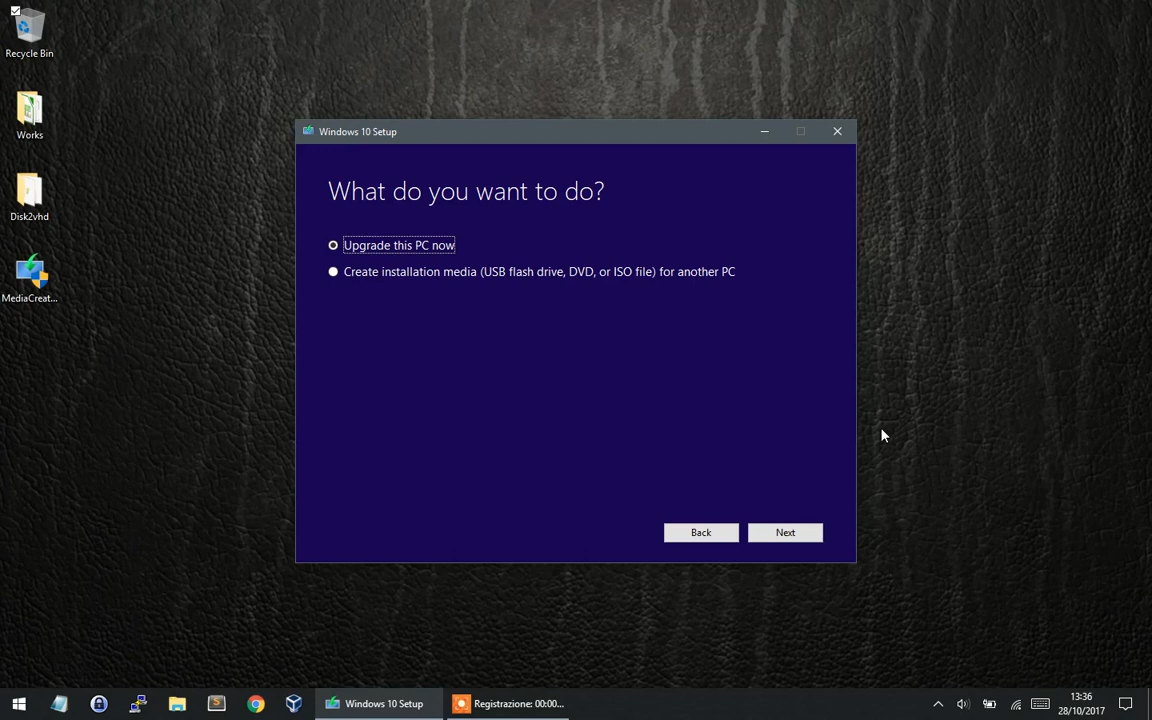 Recycle Bin
Works
Disk2vhd
MediaCreat...
Windows 10 Setup
What do you want to do?
Upgrade this PC now
Create installation media (USB flash drive, DVD, or ISO file) for another PC
Back
Next
S
Windows 10 Setup
Registrazione: 00:00...
13:36
28/10/2017